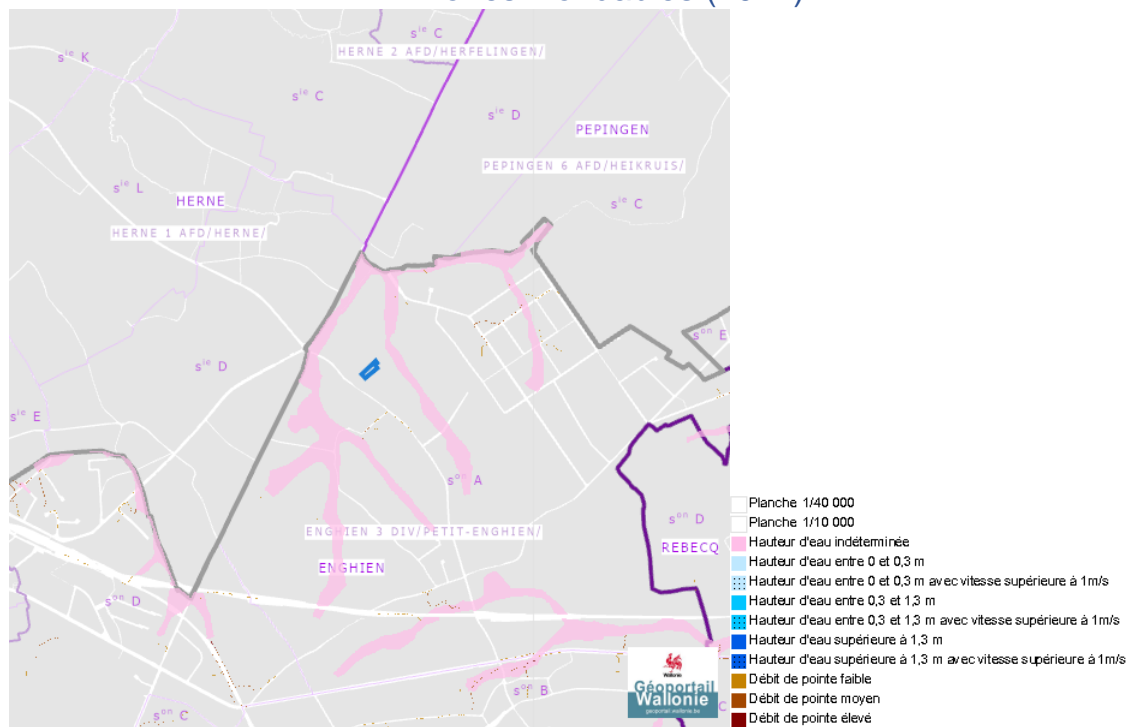 sie C
HERNE 2 AFD/HERFELINGEN/
sie K
sie C
sie D
PEPINGEN
PEPINGEN 6 AFD/HEIKRUIS/
sie L
HERNE
sie C
HERNE 1 AFD/HERNE/
son E
sie D
sie E
son A
ENGHIEN 3 DIV/PETIT-ENGHIEN/
son D
REBECQ
ENGHIEN
son D
son B
son C
Wallonie
Géoportail
Wallonie
geoportail.wallonie.be
Planche 1/40 000
Planche 1/10 000
Hauteur d'eau indéterminée
Hauteur d'eau entre 0 et 0,3 m
Hauteur d'eau entre 0 et 0,3 m avec vitesse supérieure à 1m/s
Hauteur d'eau entre 0,3 et 1,3 m
Hauteur d'eau entre 0,3 et 1,3 m avec vitesse supérieure à 1m/s
Hauteur d'eau supérieure à 1,3 m
Hauteur d'eau supérieure à 1,3 m avec vitesse supérieure à 1m/s
Débit de pointe faible
Débit de pointe moyen
Débit de pointe élevé